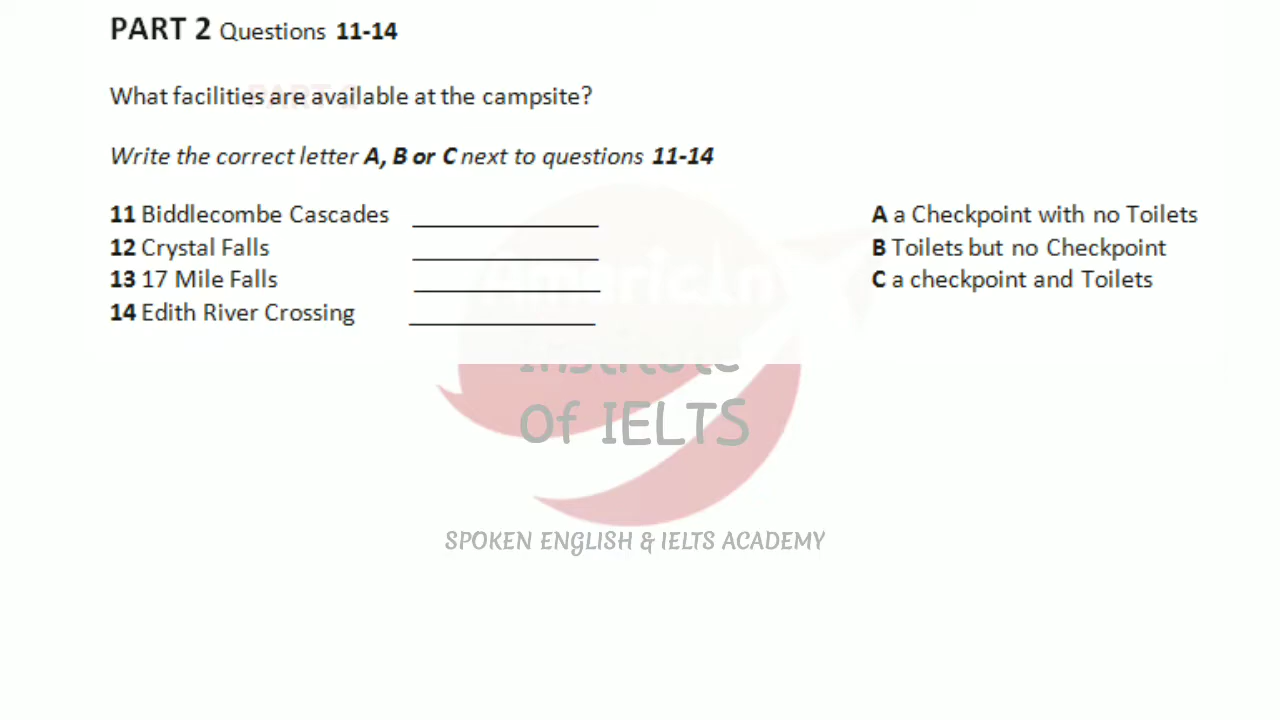 PART 2 Questions 11-14
What facilities are available at the campsite?
Write the correct letter A, B or C next to questions 11-14
11 Biddlecombe Cascades
12 Crystal Falls
13 17 Mile Falls
14 Edith River Crossing
A a Checkpoint with no Toilets
B Toilets but no Checkpoint
C a checkpoint and Toilets
Institute
Of IELTS
SPOKEN ENGLISH & IELTS ACADEMY